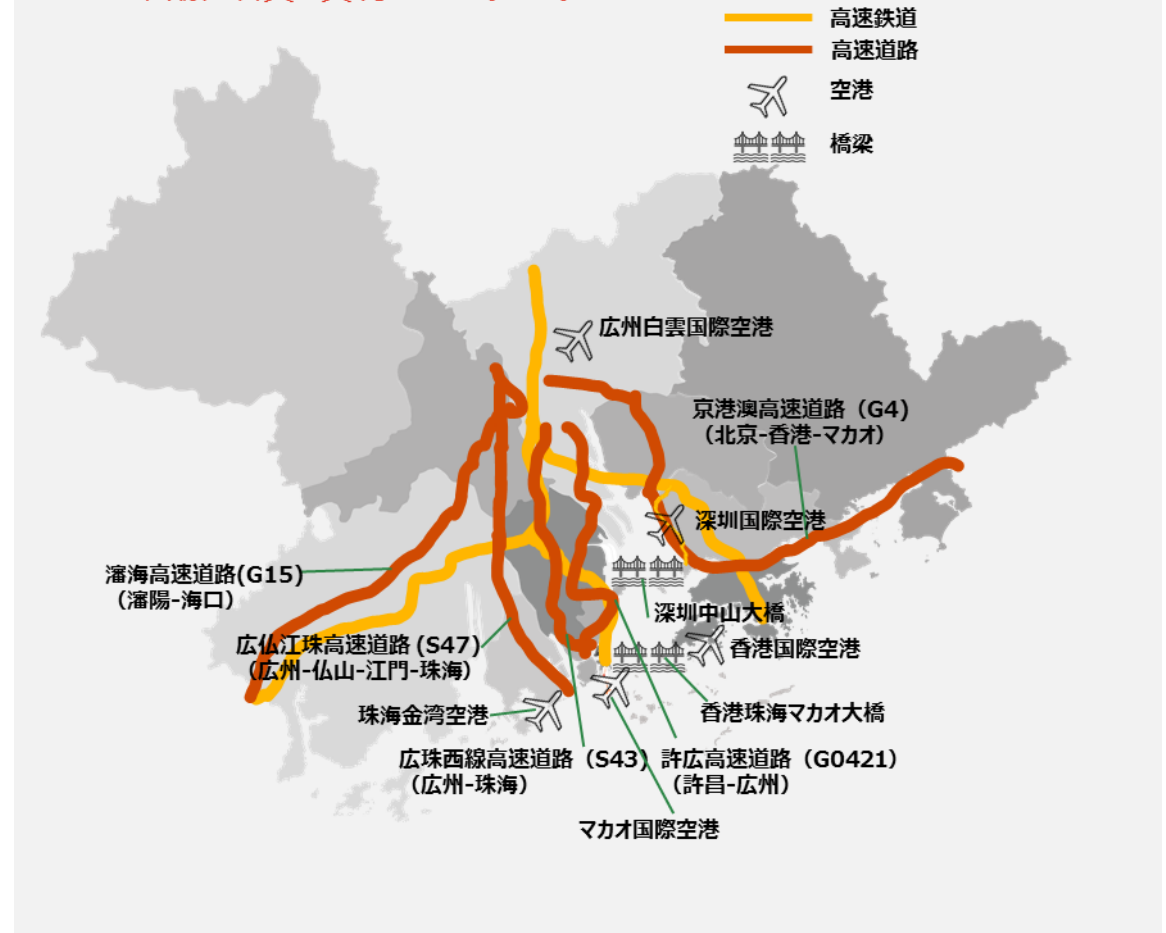 高速鉄道
高速道路
空港
橋梁
広州白雲国際空港
京港澳高速道路（G4）
（北京-香港-マカオ）
深圳国際空港
瀋海高速道路(G15)
（瀋陽-海口）
深圳中山大橋
広仏江珠高速道路 (S47)
（広州-仏山-江門-珠海）
香港国際空港
珠海金湾空港
香港珠海マカオ大橋
広珠西線高速道路（S43）
（広州-珠海）
許広高速道路（G0421）
（許昌-広州）
マカオ国際空港